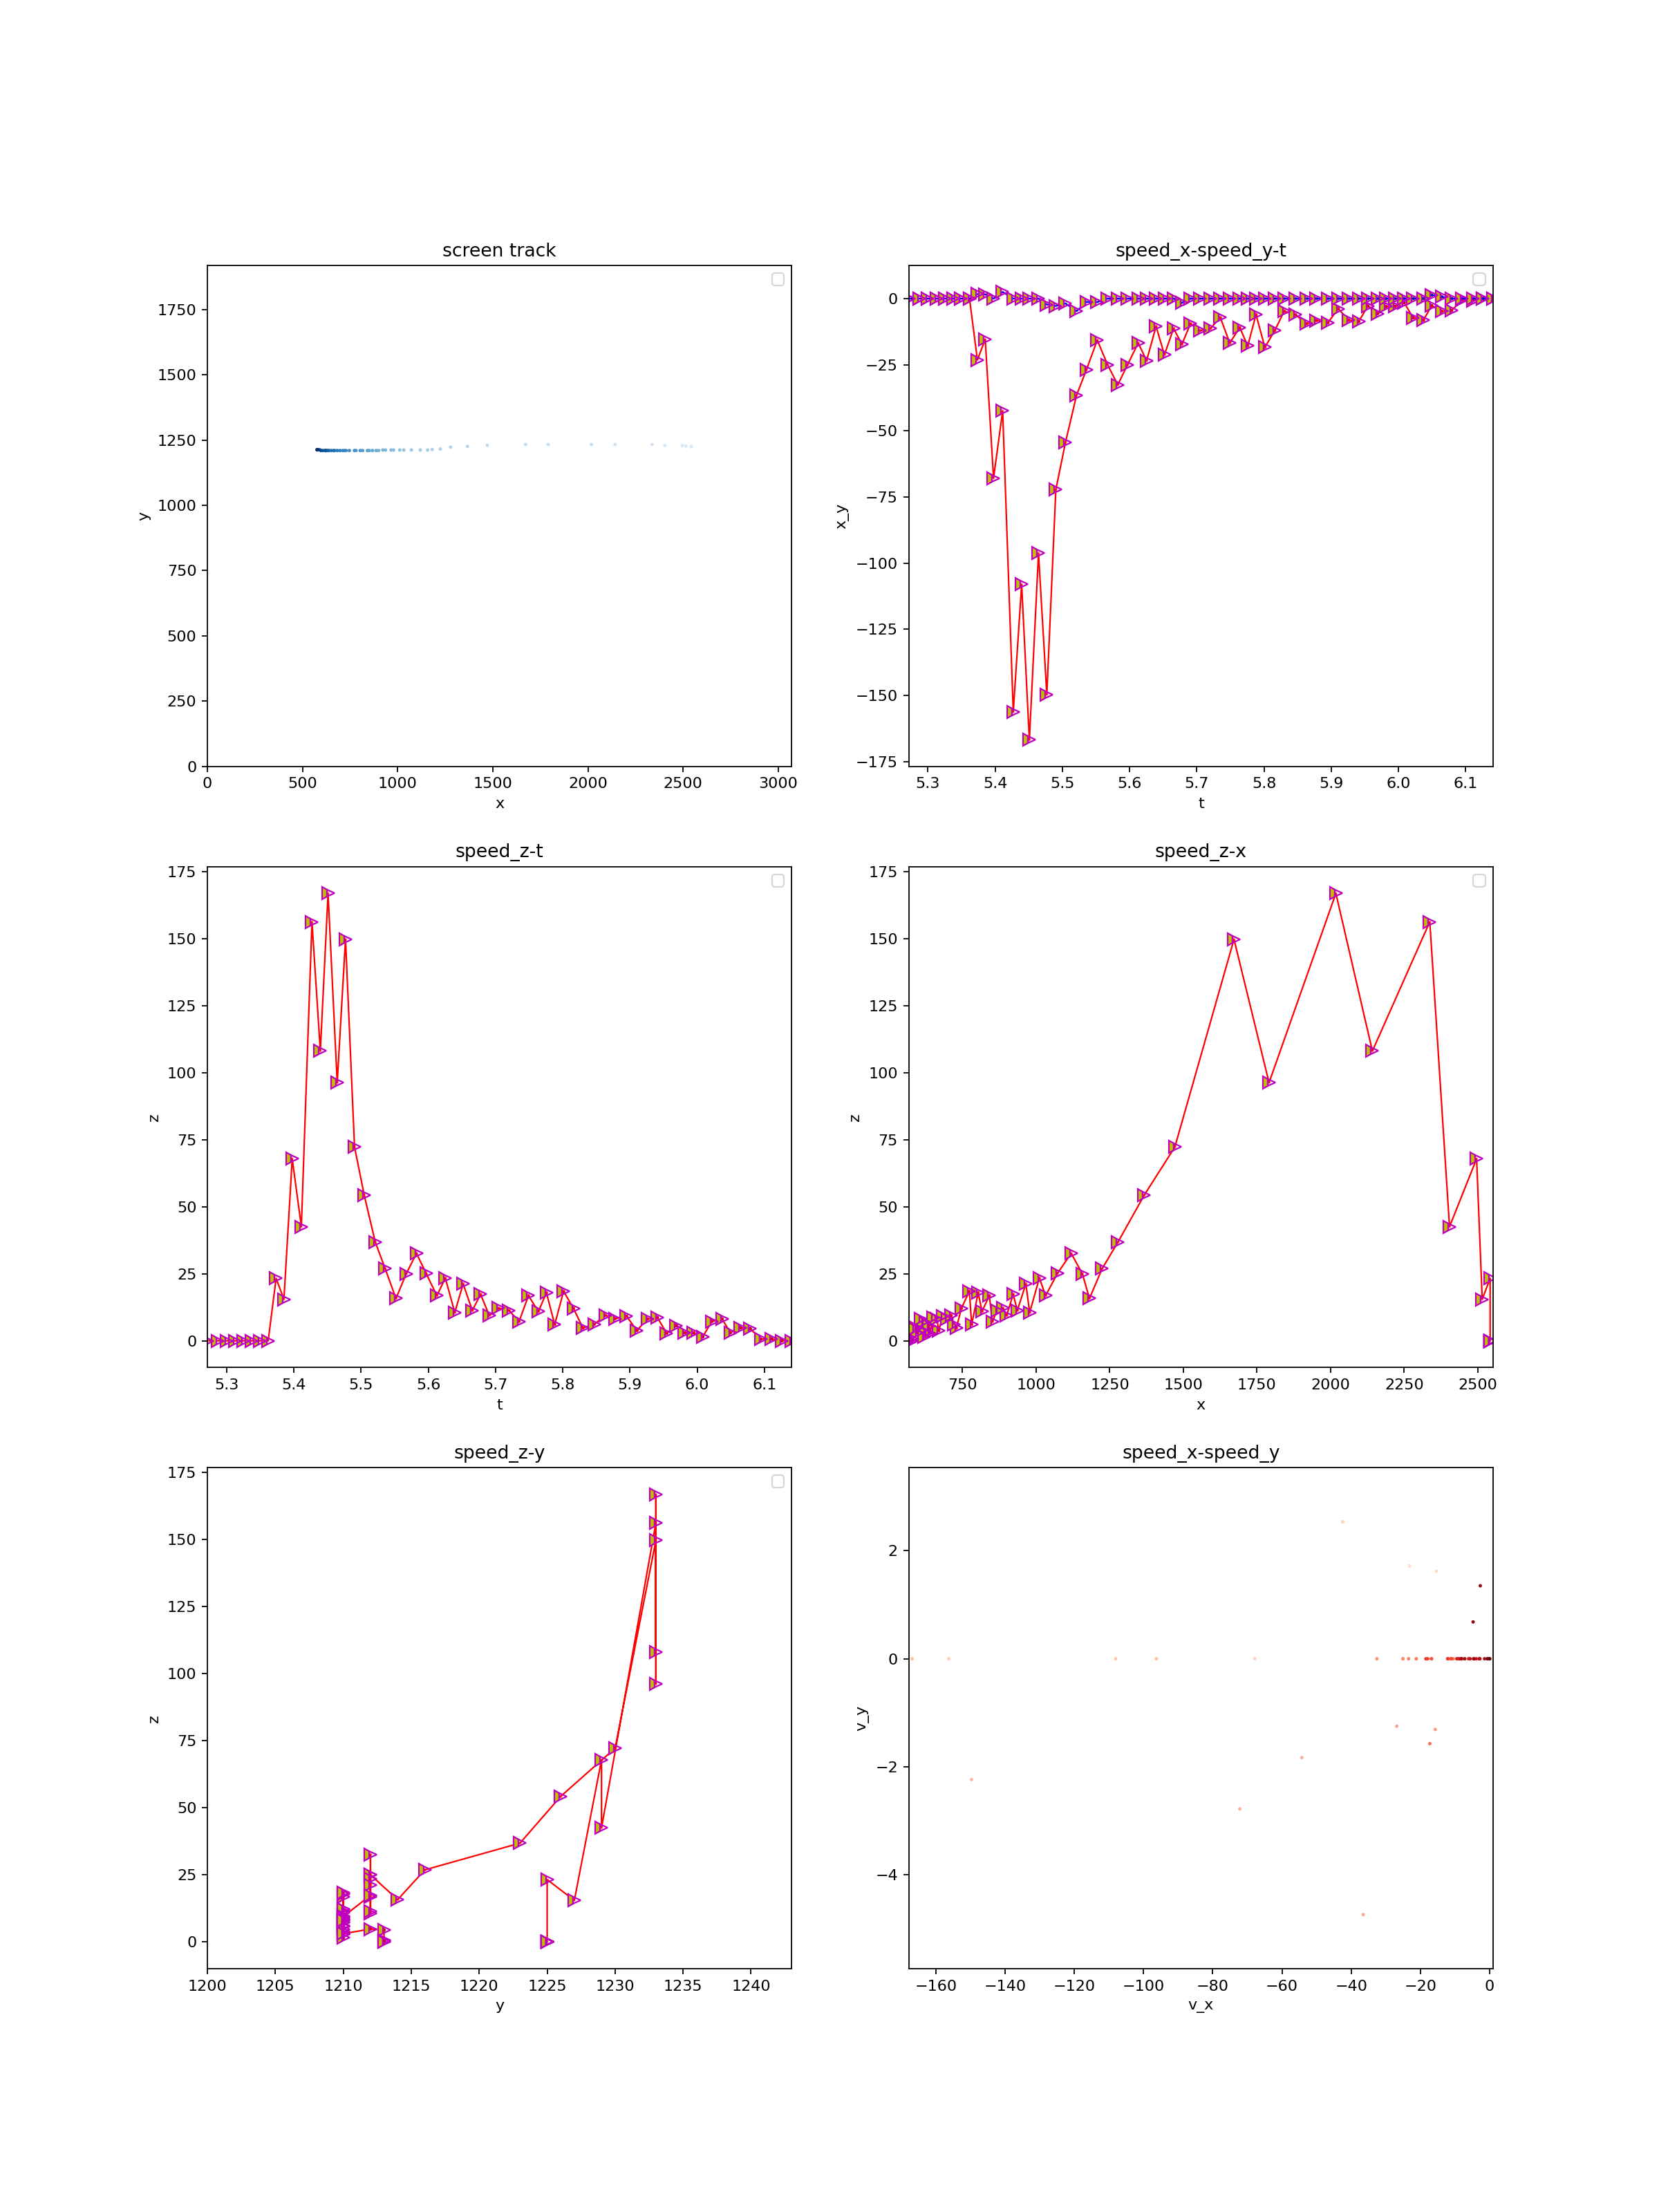 screen track
1750
1500
1250
1000
750
500
250
0
y
0 500 1000 1500 2000 2500 3000
x
speed_x-speed_y-t
0
−25
−50
−75
−100
−125
−150
−175
x_y
5.3 5.4 5.5 5.6 5.7 5.8 5.9 6.0 6.1
t
speed_z-t
175
150
125
100
75
50
25
0
z
5.3 5.4 5.5 5.6 5.7 5.8 5.9 6.0 6.1
t
speed_z-x
175
150
125
100
75
50
25
0
z
750 1000 1250 1500 1750 2000 2250 2500
x
speed_z-y
175
150
125
100
75
50
25
0
z
1200 1205 1210 1215 1220 1225 1230 1235 1240
y
speed_x-speed_y
2
0
−2
−4
v_y
−160 −140 −120 −100 −80 −60 −40 −20 0
v_x